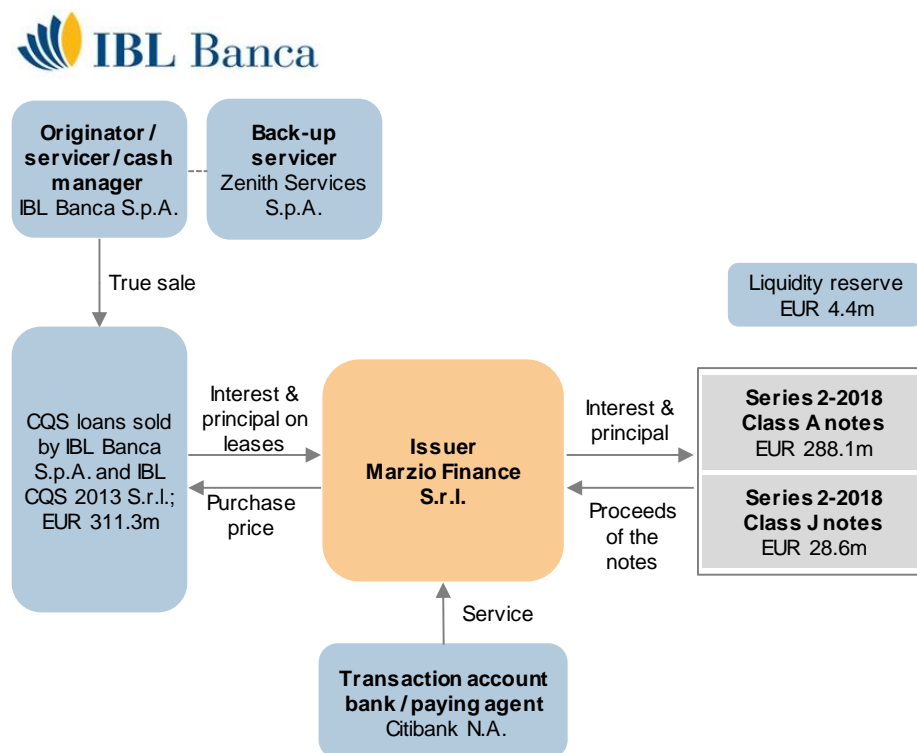 IBL Banca
Originator /
servicer / cash
manager
IBL Banca S.p.A.
Back-up
servicer
Zenith Services
S.p.A.
True sale
Liquidity reserve
EUR 4.4m
CQS loans sold
by IBL Banca
S.p.A. and IBL
CQS 2013 S.r.l.;
EUR 311.3m
Interest &
principal on
leases
Purchase
price
Issuer
Marzio Finance
S.r.l.
Interest &
principal
Proceeds of
the notes
Series 2-2018
Class A notes
EUR 288.1m
Series 2-2018
Class J notes
EUR 28.6m
Service
Transaction account
bank / paying agent
Citibank N.A.